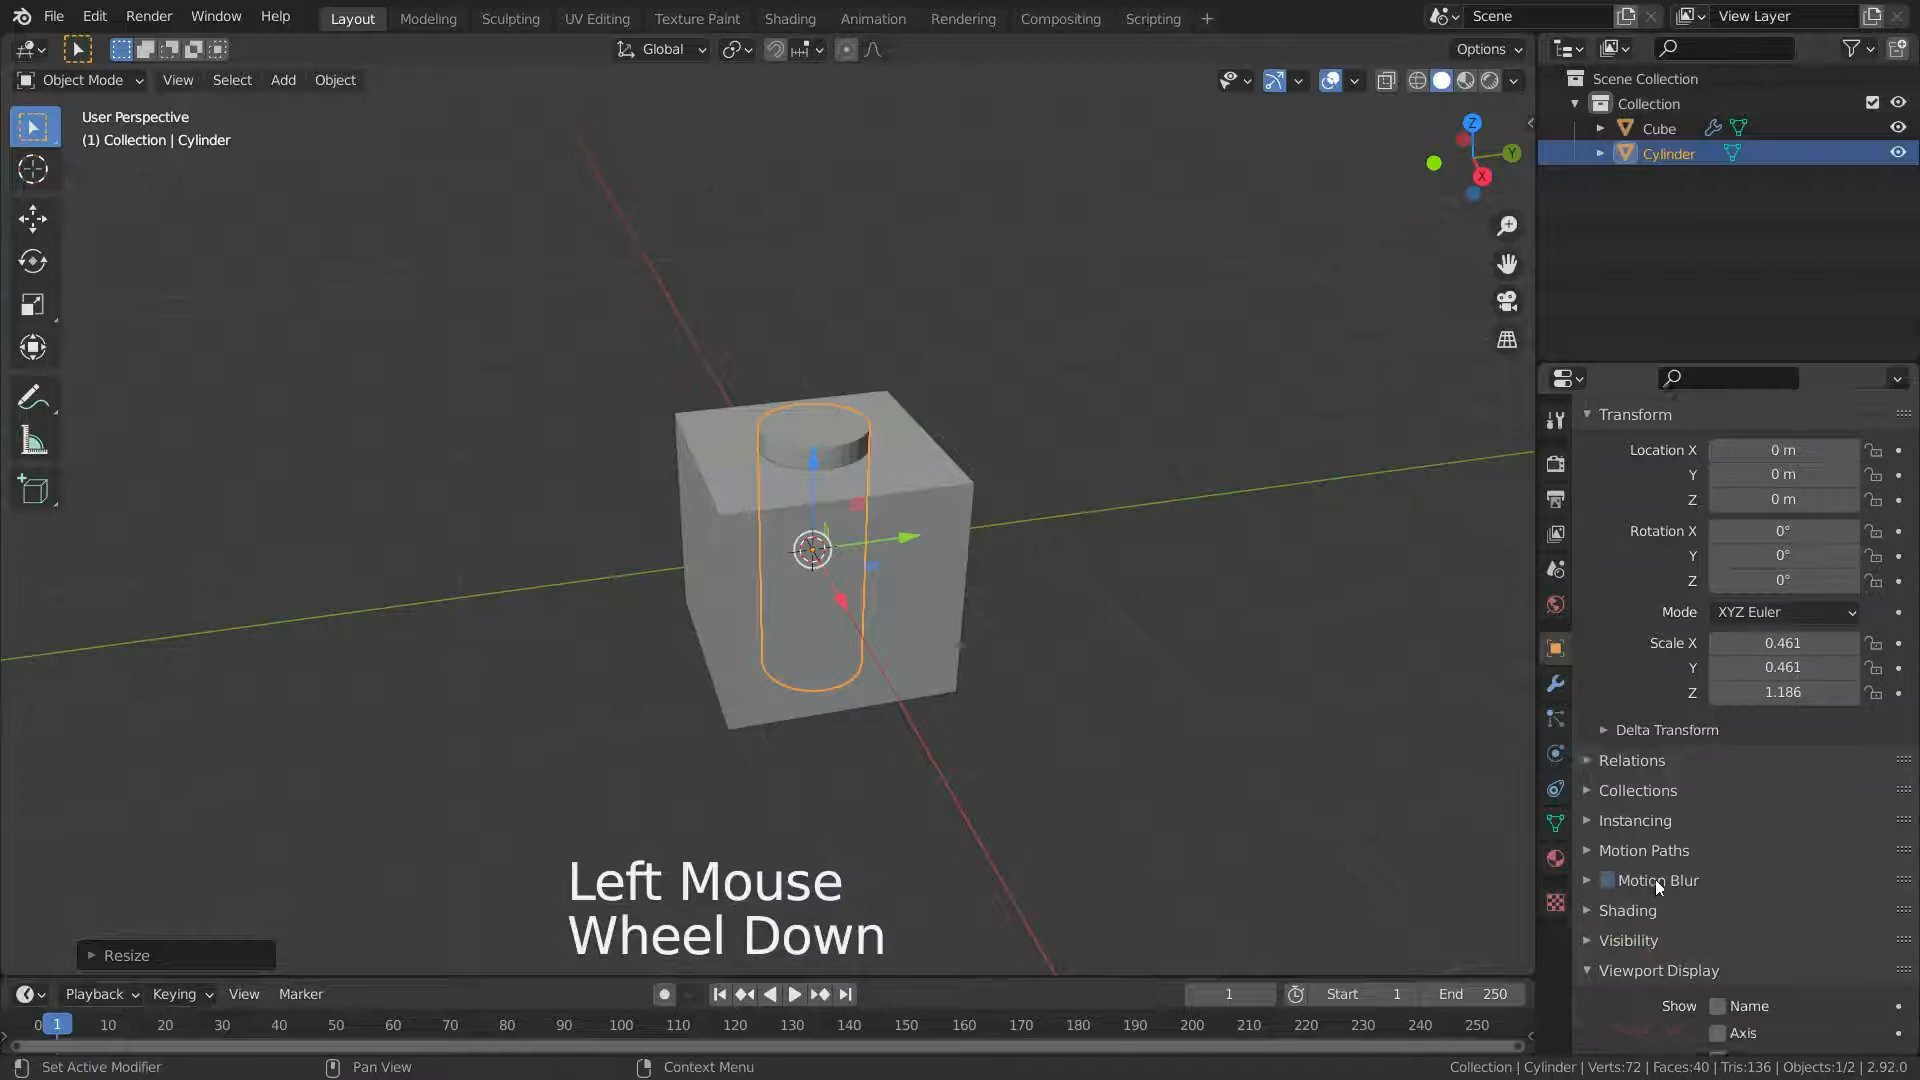 File Edit Render Window Help Layout Modeling Sculpting UV Editing Texture Paint Shading Animation Rendering Compositing Scripting + Scene View Layer
Global Options
Object Mode View Select Add Object
User Perspective
(1) Collection | Cylinder
Z
Y
X
Scene Collection
Collection
Cube
Cylinder
Transform
Location X 0 m
Y 0 m
Z 0 m
Rotation X 0°
Y 0°
Z 0°
Mode XYZ Euler
Scale X 0.461
Y 0.461
Z 1.186
Delta Transform
Relations
Collections
Instancing
Motion Paths
Motion Blur
Shading
Visibility
Viewport Display
Show Name
Axis
Left Mouse
Wheel Down
Resize
Playback Keying View Marker 1 Start 1 End 250
0 1 10 20 30 40 50 60 70 80 90 100 110 120 130 140 150 160 170 180 190 200 210 220 230 240 250
Set Active Modifier Pan View Context Menu Collection | Cylinder | Verts:72 | Faces:40 | Tris:136 | Objects:1/2 | 2.92.0